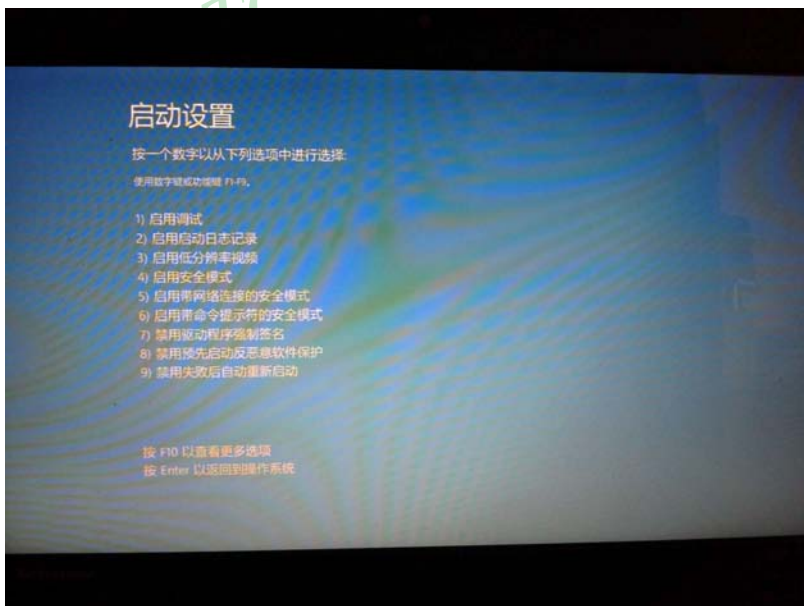 启动设置
按一个数字以从下列选项中进行选择:
使用数字键或功能键 F1-F9。
1) 启用调试
2) 启用启动日志记录
3) 启用低分辨率视频
4) 启用安全模式
5) 启用带网络连接的安全模式
6) 启用带命令提示符的安全模式
7) 禁用驱动程序强制签名
8) 禁用预先启动反恶意软件保护
9) 禁用失败后自动重新启动
按 F10 以查看更多选项
按 Enter 以返回到操作系统